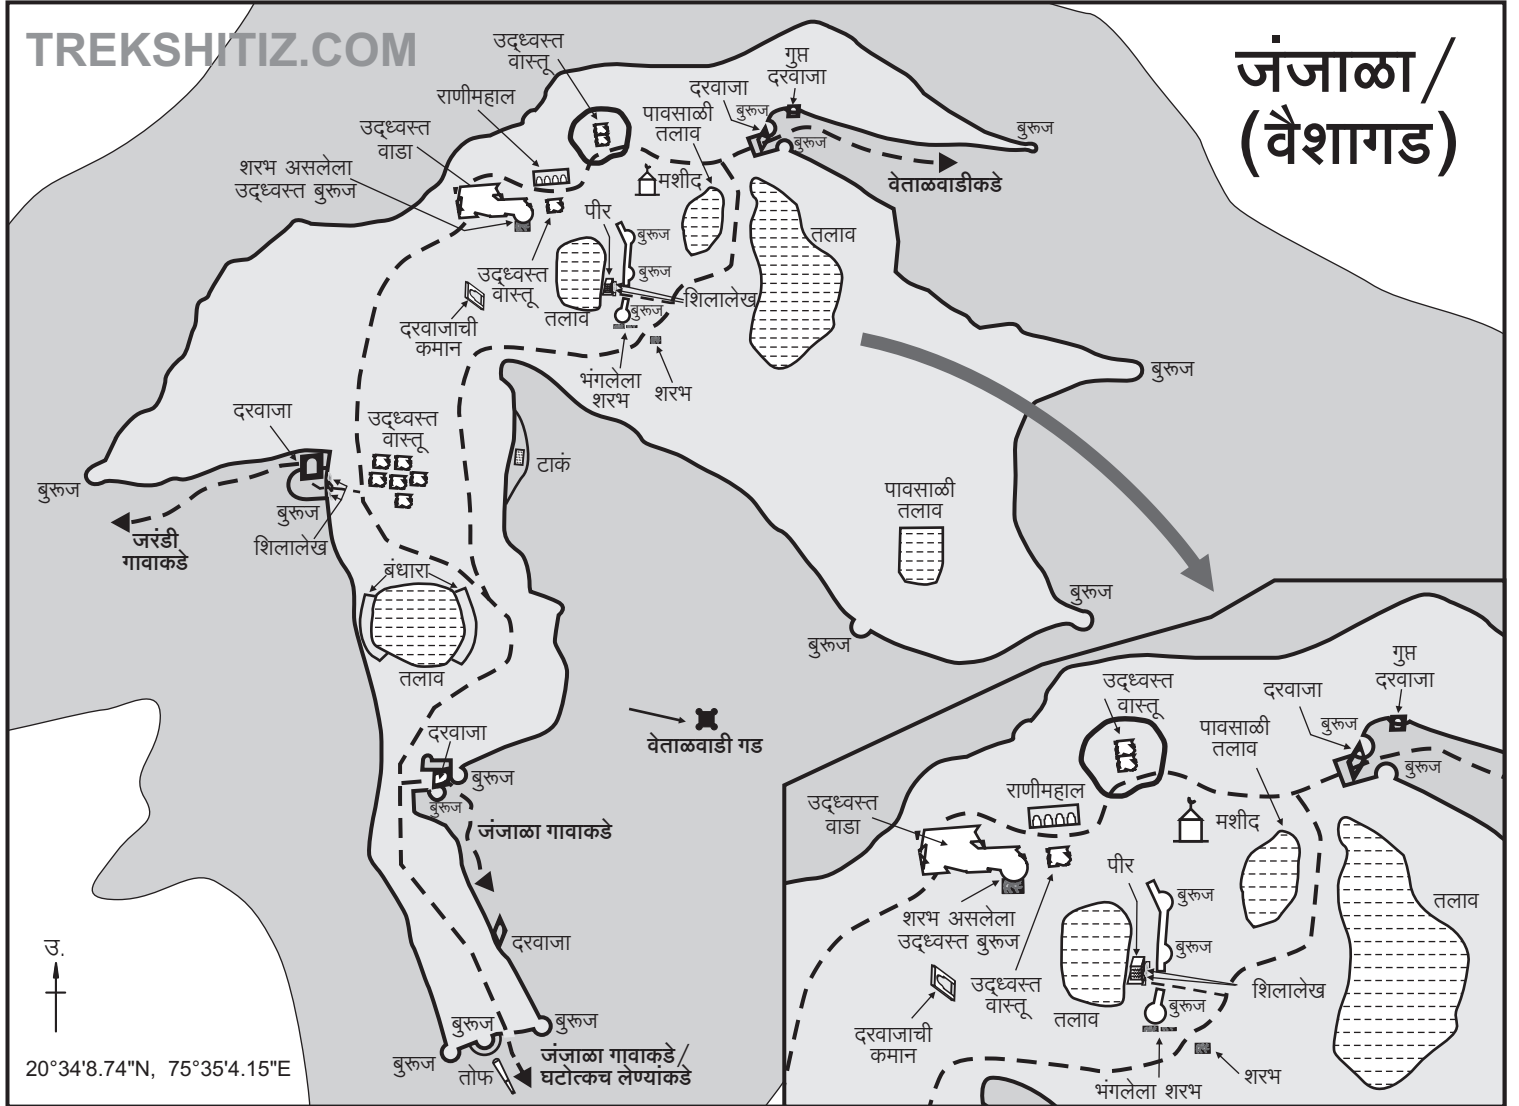 TREKSHITIZ.COM
जंजाळा/
(वैशागड)
उद्ध्वस्त
वास्तू
राणीमहाल
उद्ध्वस्त
वाडा
शरभ असलेला
उद्ध्वस्त बुरूज
पावसाळी
तलाव
दरवाजा
गुप्त
दरवाजा
बुरूज
बुरूज
बुरूज
वेताळवाडीकडे
मशीद
पीर
बुरूज
बुरूज
तलाव
उद्ध्वस्त
वास्तू
तलाव
बुरूज
शिलालेख
दरवाजाची
कमान
भंगलेला
शरभ
शरभ
बुरूज
दरवाजा
उद्ध्वस्त
वास्तू
टाकं
बुरूज
बुरूज
जरंडी
गावाकडे
शिलालेख
बंधारा
तलाव
पावसाळी
तलाव
बुरूज
बुरूज
वेताळवाडी गड
दरवाजा
बुरूज
बुरूज
जंजाळा गावाकडे
दरवाजा
बुरूज
बुरूज
बुरूज
तोफ
जंजाळा गावाकडे/
घटोत्कच लेण्यांकडे
उ.
20°34'8.74"N, 75°35'4.15"E
उद्ध्वस्त
वास्तू
राणीमहाल
उद्ध्वस्त
वाडा
शरभ असलेला
उद्ध्वस्त बुरूज
पावसाळी
तलाव
दरवाजा
गुप्त
दरवाजा
बुरूज
बुरूज
मशीद
पीर
बुरूज
बुरूज
तलाव
उद्ध्वस्त
वास्तू
तलाव
बुरूज
शिलालेख
दरवाजाची
कमान
भंगलेला शरभ
शरभ